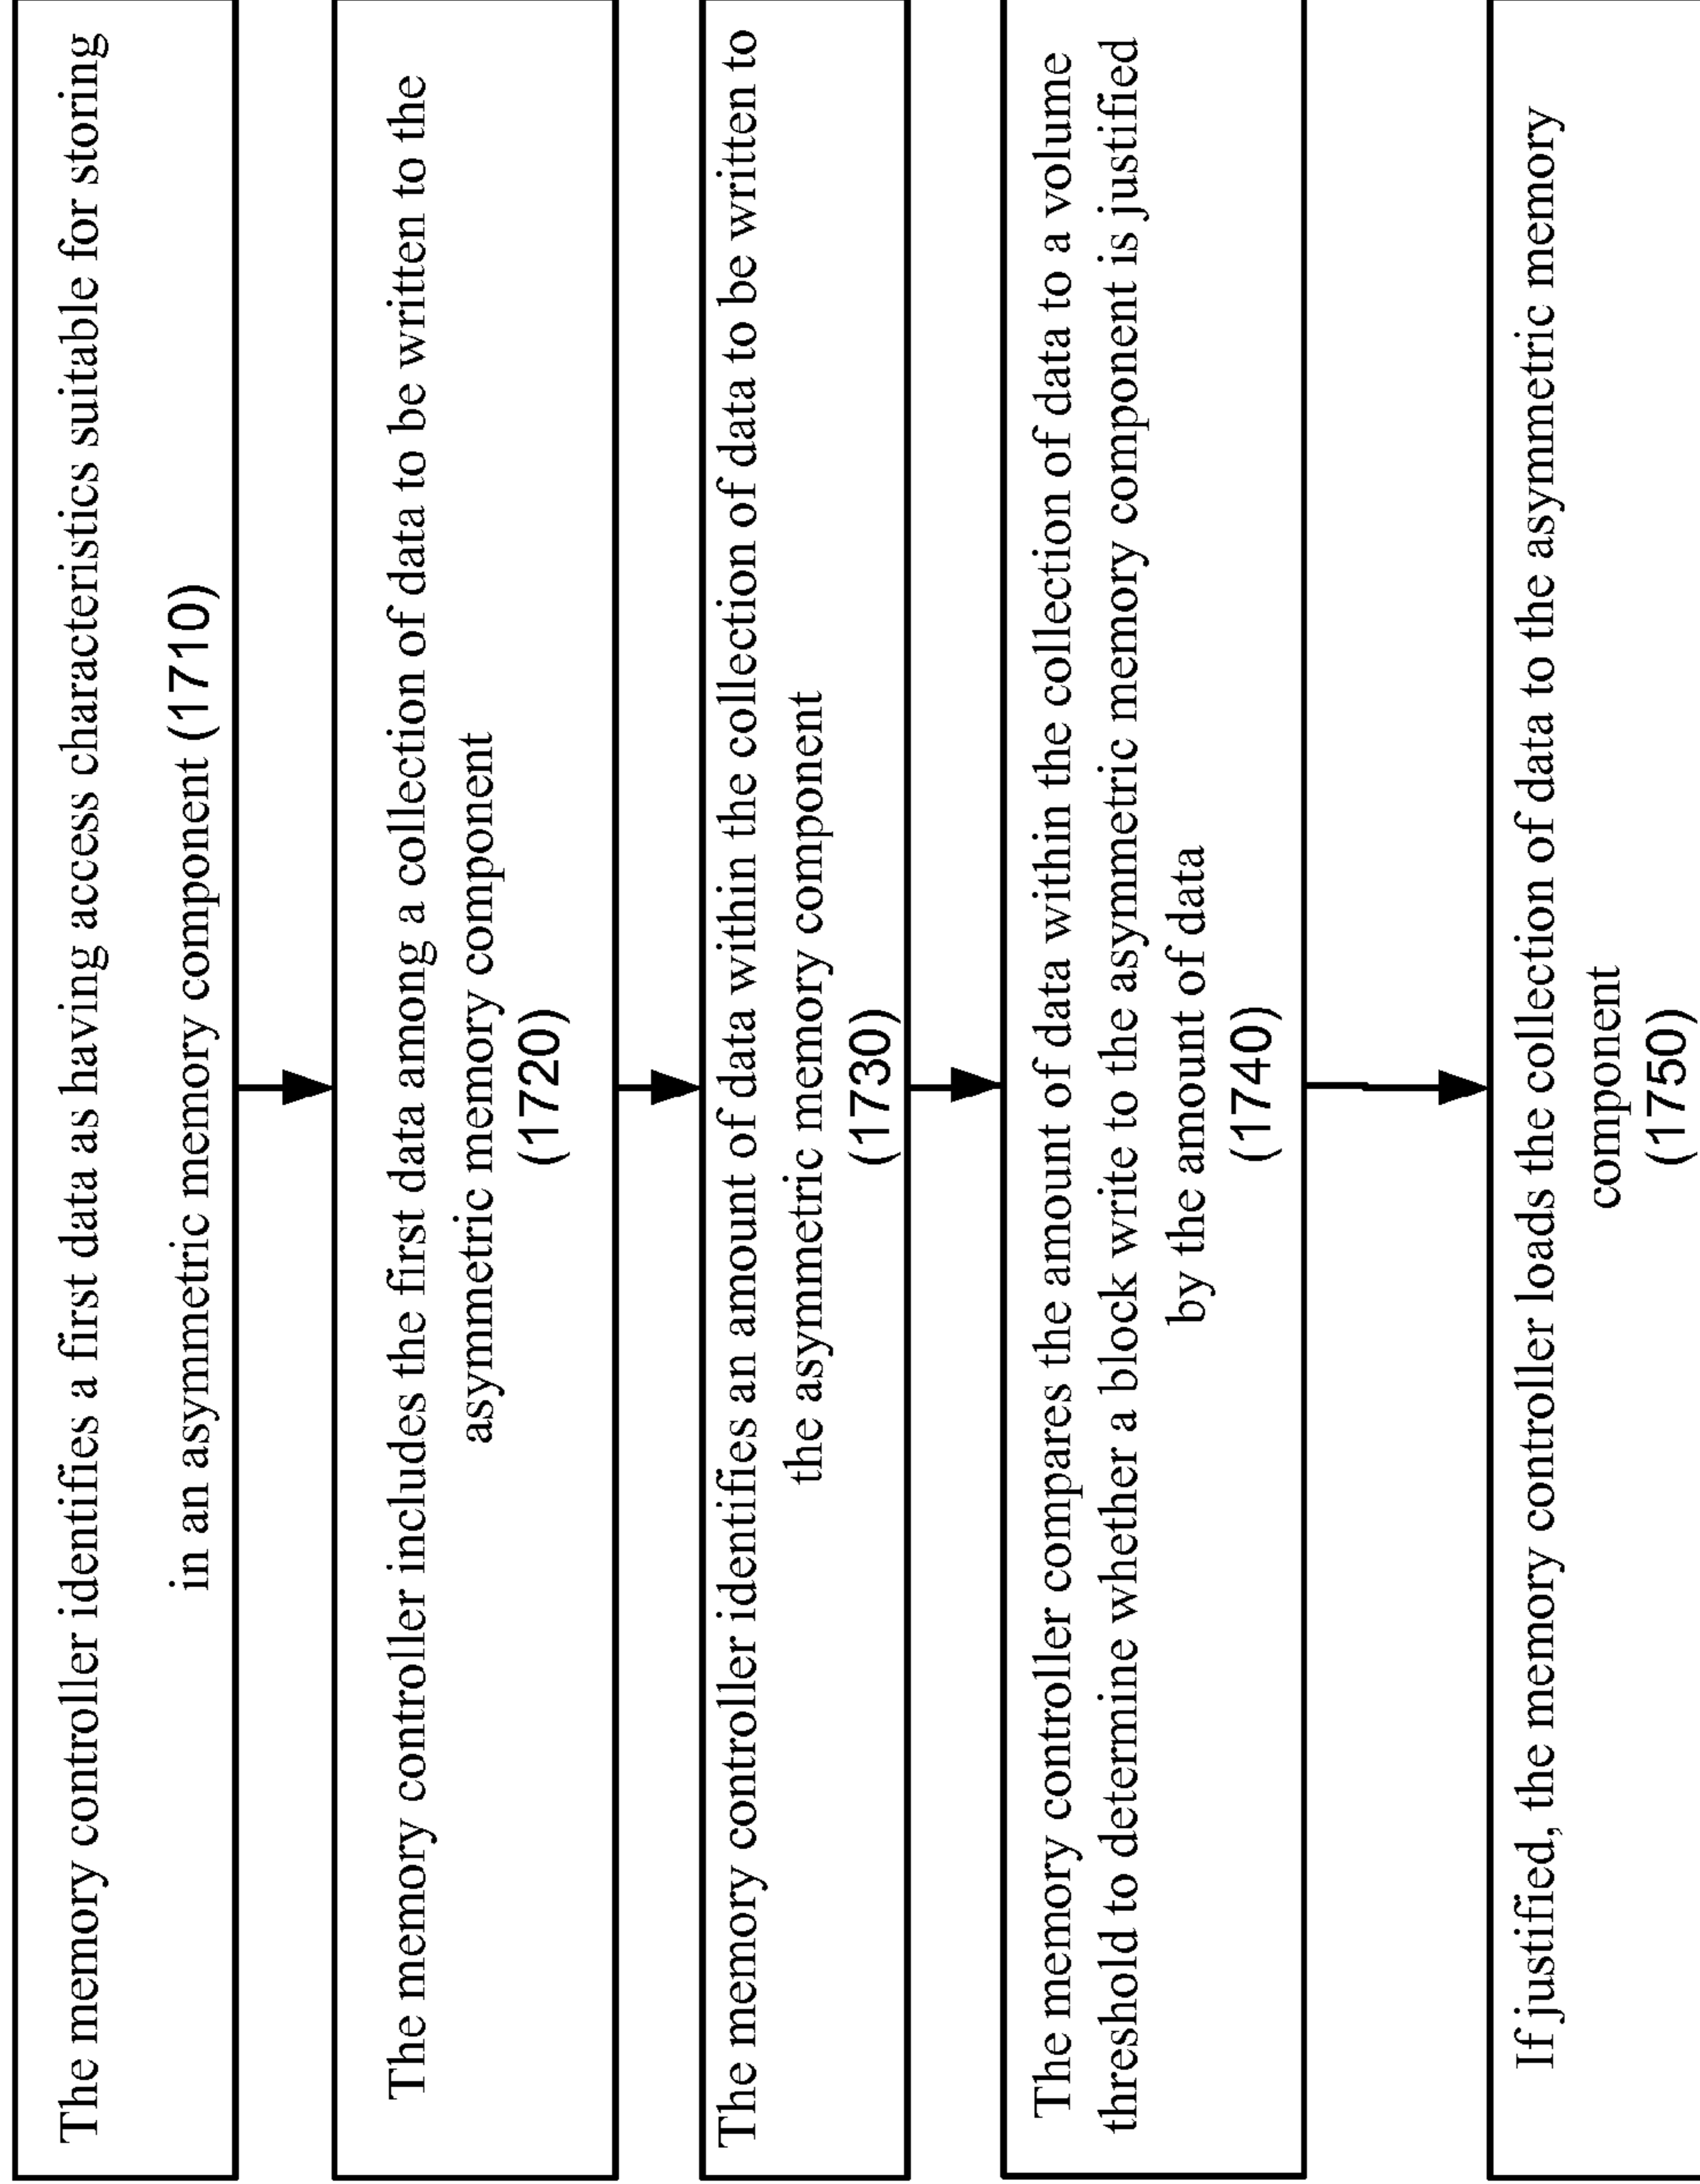 The memory controller identifies a first data as having access characteristics suitable for storing
in an asymmetric memory component (1710)
The memory controller includes the first data among a collection of data to be written to the
asymmetric memory component
(1720)
The memory controller identifies an amount of data within the collection of data to be written to
the asymmetric memory component
(1730)
The memory controller compares the amount of data within the collection of data to a volume
threshold to determine whether a block write to the asymmetric memory component is justified
by the amount of data
(1740)
If justified, the memory controller loads the collection of data to the asymmetric memory
component
(1750)